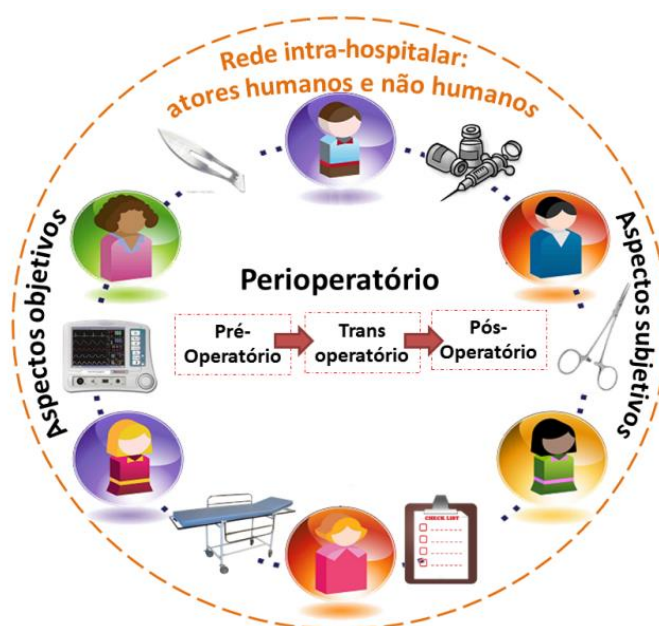 Rede intra-hospitalar:
atores humanos e não humanos
Aspectos objetivos
Aspectos subjetivos
Perioperatório
Pré-
Operatório
Trans
operatório
Pós-
Operatório
CHECK LIST